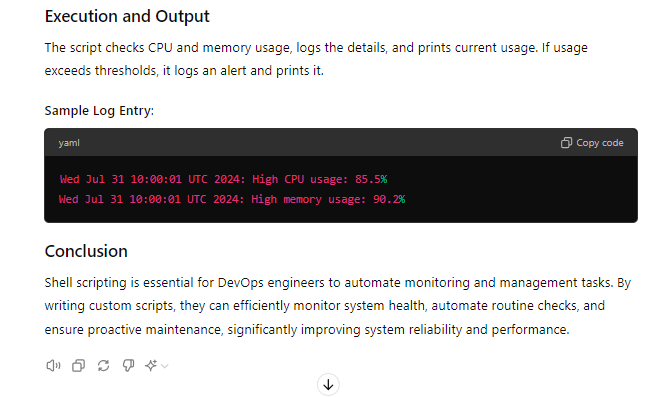 Execution and Output
The script checks CPU and memory usage, logs the details, and prints current usage. If usage
exceeds thresholds, it logs an alert and prints it.
Sample Log Entry:
yaml
Copy code
Wed Jul 31 10:00:01 UTC 2024: High CPU usage: 85.5%
Wed Jul 31 10:00:01 UTC 2024: High memory usage: 90.2%
Conclusion
Shell scripting is essential for DevOps engineers to automate monitoring and management tasks. By
writing custom scripts, they can efficiently monitor system health, automate routine checks, and
ensure proactive maintenance, significantly improving system reliability and performance.